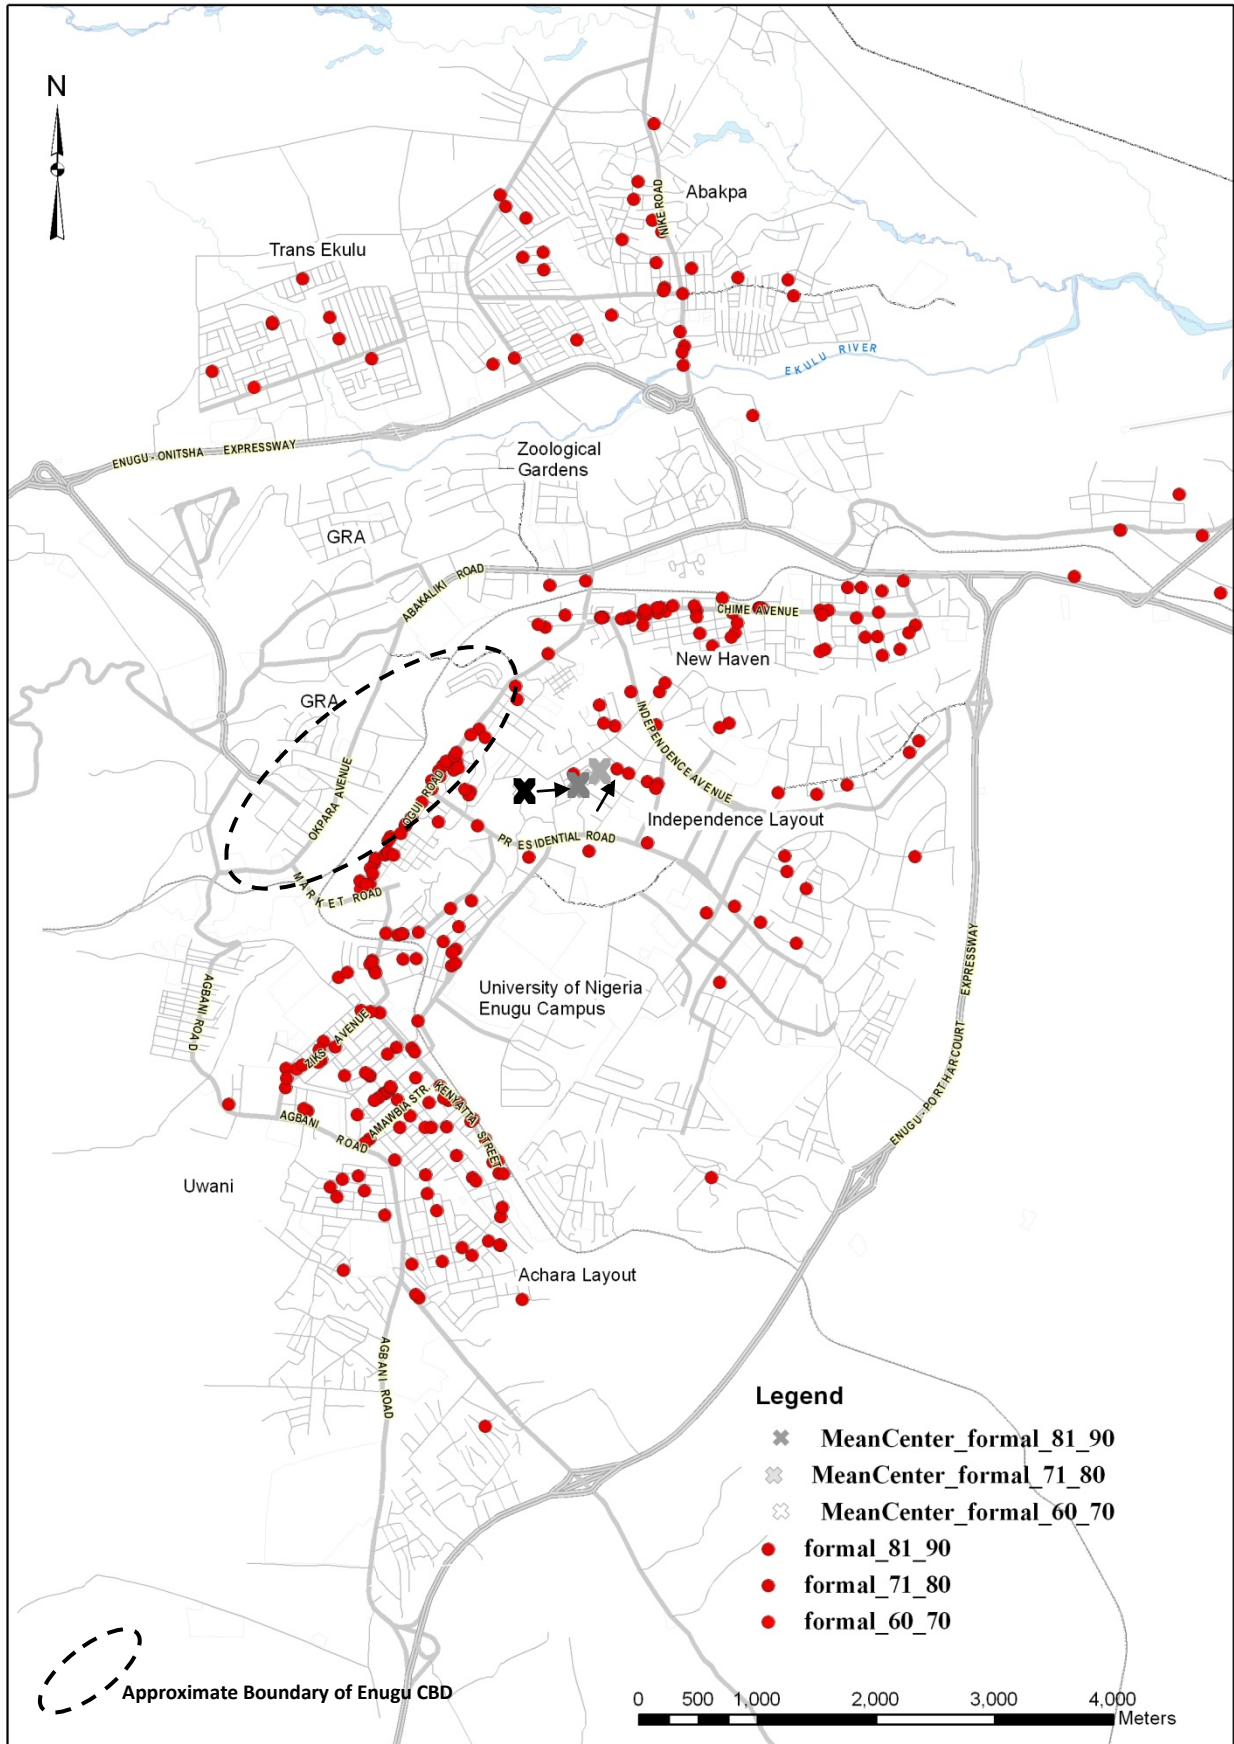 N
Abakpa
NIKE ROAD
Trans Ekulu
EKULU RIVER
ENUGU - ONITSHA EXPRESSWAY
Zoological
Gardens
GRA
ABAKALIKI ROAD
CHIME AVENUE
New Haven
GRA
INDEPENDENCE AVENUE
OKPARA AVENUE
OGUI ROAD
Independence Layout
PRESIDENTIAL ROAD
MARKET ROAD
University of Nigeria
Enugu Campus
AGBANI ROAD
ZIKS AVENUE
ENUGU - PORT HARCOURT EXPRESSWAY
AMAWBIA STR.
KENYATTA STREET
AGBANI ROAD
Uwani
Achara Layout
AGBANI ROAD
Legend
MeanCenter_formal_81_90
MeanCenter_formal_71_80
MeanCenter_formal_60_70
formal_81_90
formal_71_80
formal_60_70
Approximate Boundary of Enugu CBD
0 500 1,000 2,000 3,000 4,000
Meters